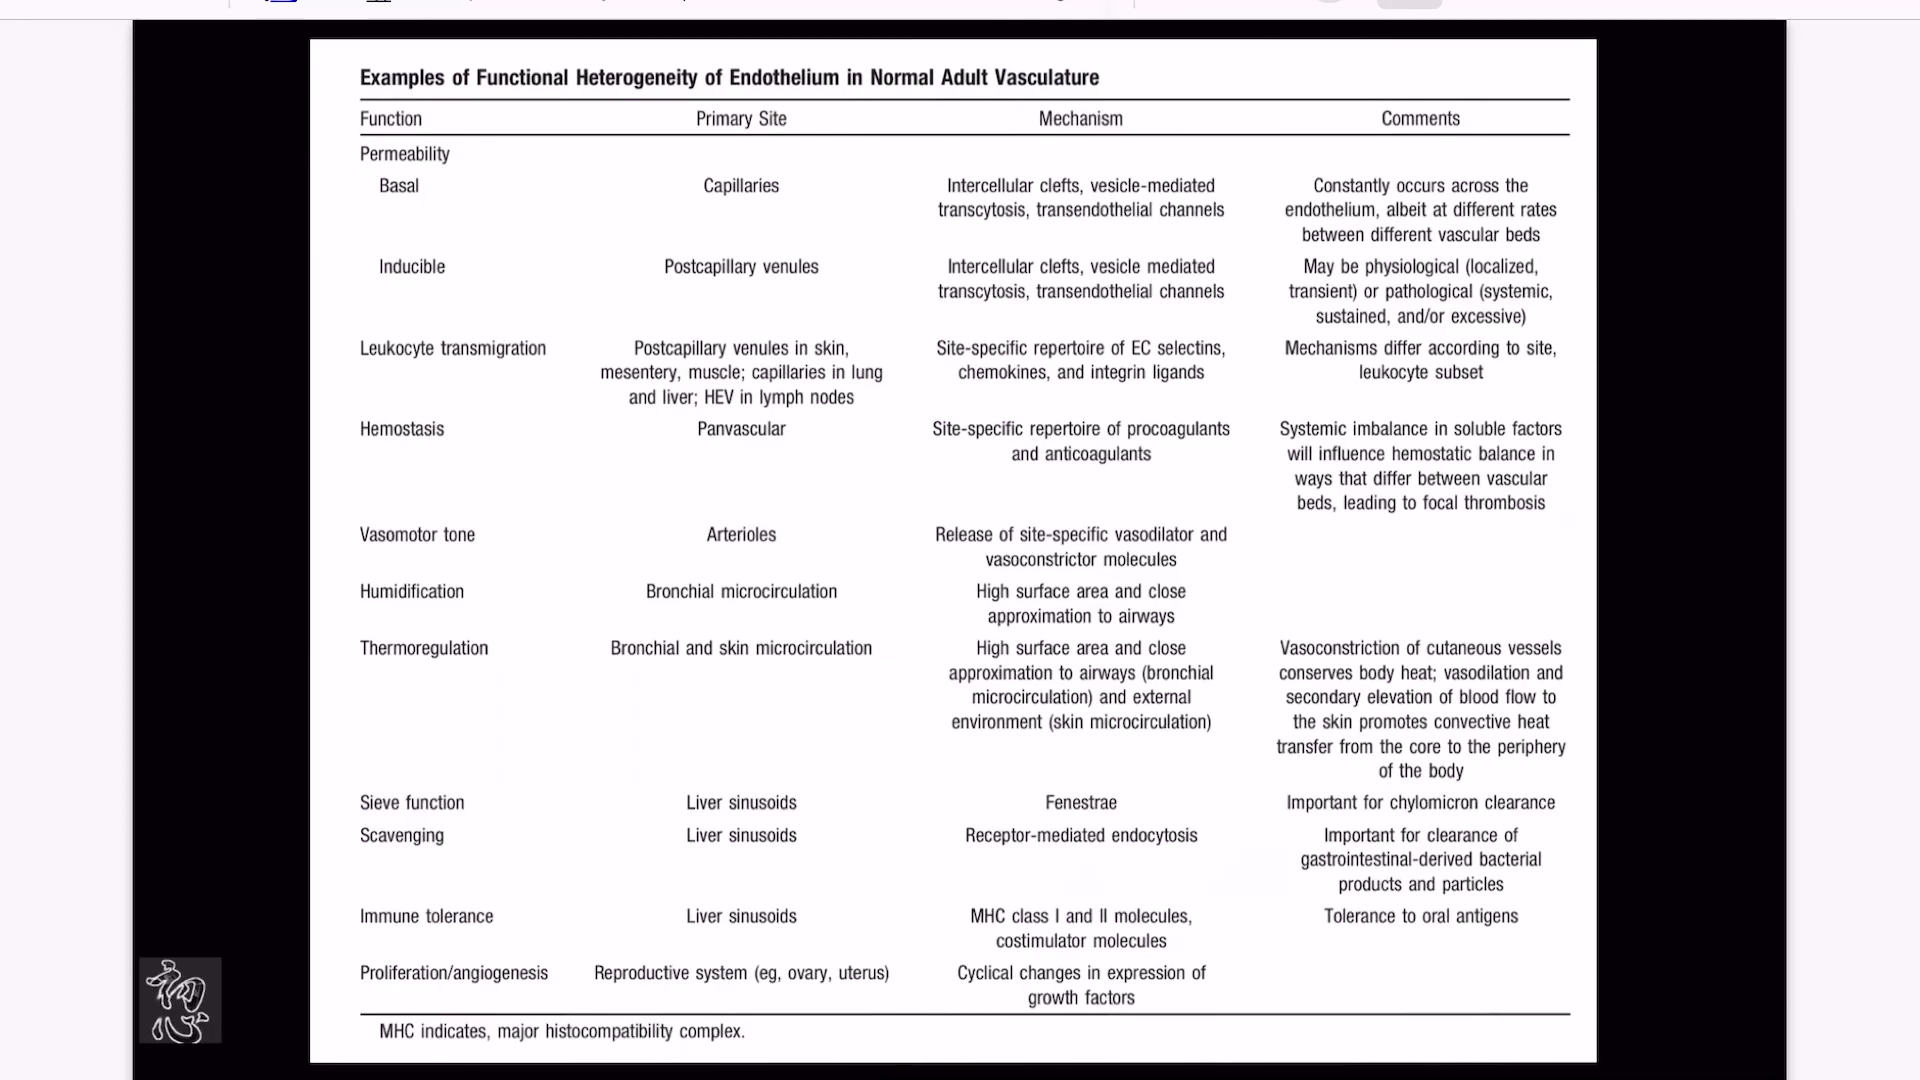 Examples of Functional Heterogeneity of Endothelium in Normal Adult Vasculature
Function Primary Site Mechanism Comments
Permeability
Basal Capillaries Intercellular clefts, vesicle-mediated Constantly occurs across the
transcytosis, transendothelial channels endothelium, albeit at different rates
between different vascular beds
Inducible Postcapillary venules Intercellular clefts, vesicle mediated May be physiological (localized,
transcytosis, transendothelial channels transient) or pathological (systemic,
sustained, and/or excessive)
Leukocyte transmigration Postcapillary venules in skin, Site-specific repertoire of EC selectins, Mechanisms differ according to site,
mesentery, muscle; capillaries in lung chemokines, and integrin ligands leukocyte subset
and liver; HEV in lymph nodes
Hemostasis Panvascular Site-specific repertoire of procoagulants Systemic imbalance in soluble factors
and anticoagulants will influence hemostatic balance in
ways that differ between vascular
beds, leading to focal thrombosis
Vasomotor tone Arterioles Release of site-specific vasodilator and
vasoconstrictor molecules
Humidification Bronchial microcirculation High surface area and close
approximation to airways
Thermoregulation Bronchial and skin microcirculation High surface area and close Vasoconstriction of cutaneous vessels
approximation to airways (bronchial conserves body heat; vasodilation and
microcirculation) and external secondary elevation of blood flow to
environment (skin microcirculation) the skin promotes convective heat
transfer from the core to the periphery
of the body
Sieve function Liver sinusoids Fenestrae Important for chylomicron clearance
Scavenging Liver sinusoids Receptor-mediated endocytosis Important for clearance of
gastrointestinal-derived bacterial
products and particles
Immune tolerance Liver sinusoids MHC class I and II molecules, Tolerance to oral antigens
costimulator molecules
Proliferation/angiogenesis Reproductive system (eg, ovary, uterus) Cyclical changes in expression of
growth factors
MHC indicates, major histocompatibility complex.
初
心